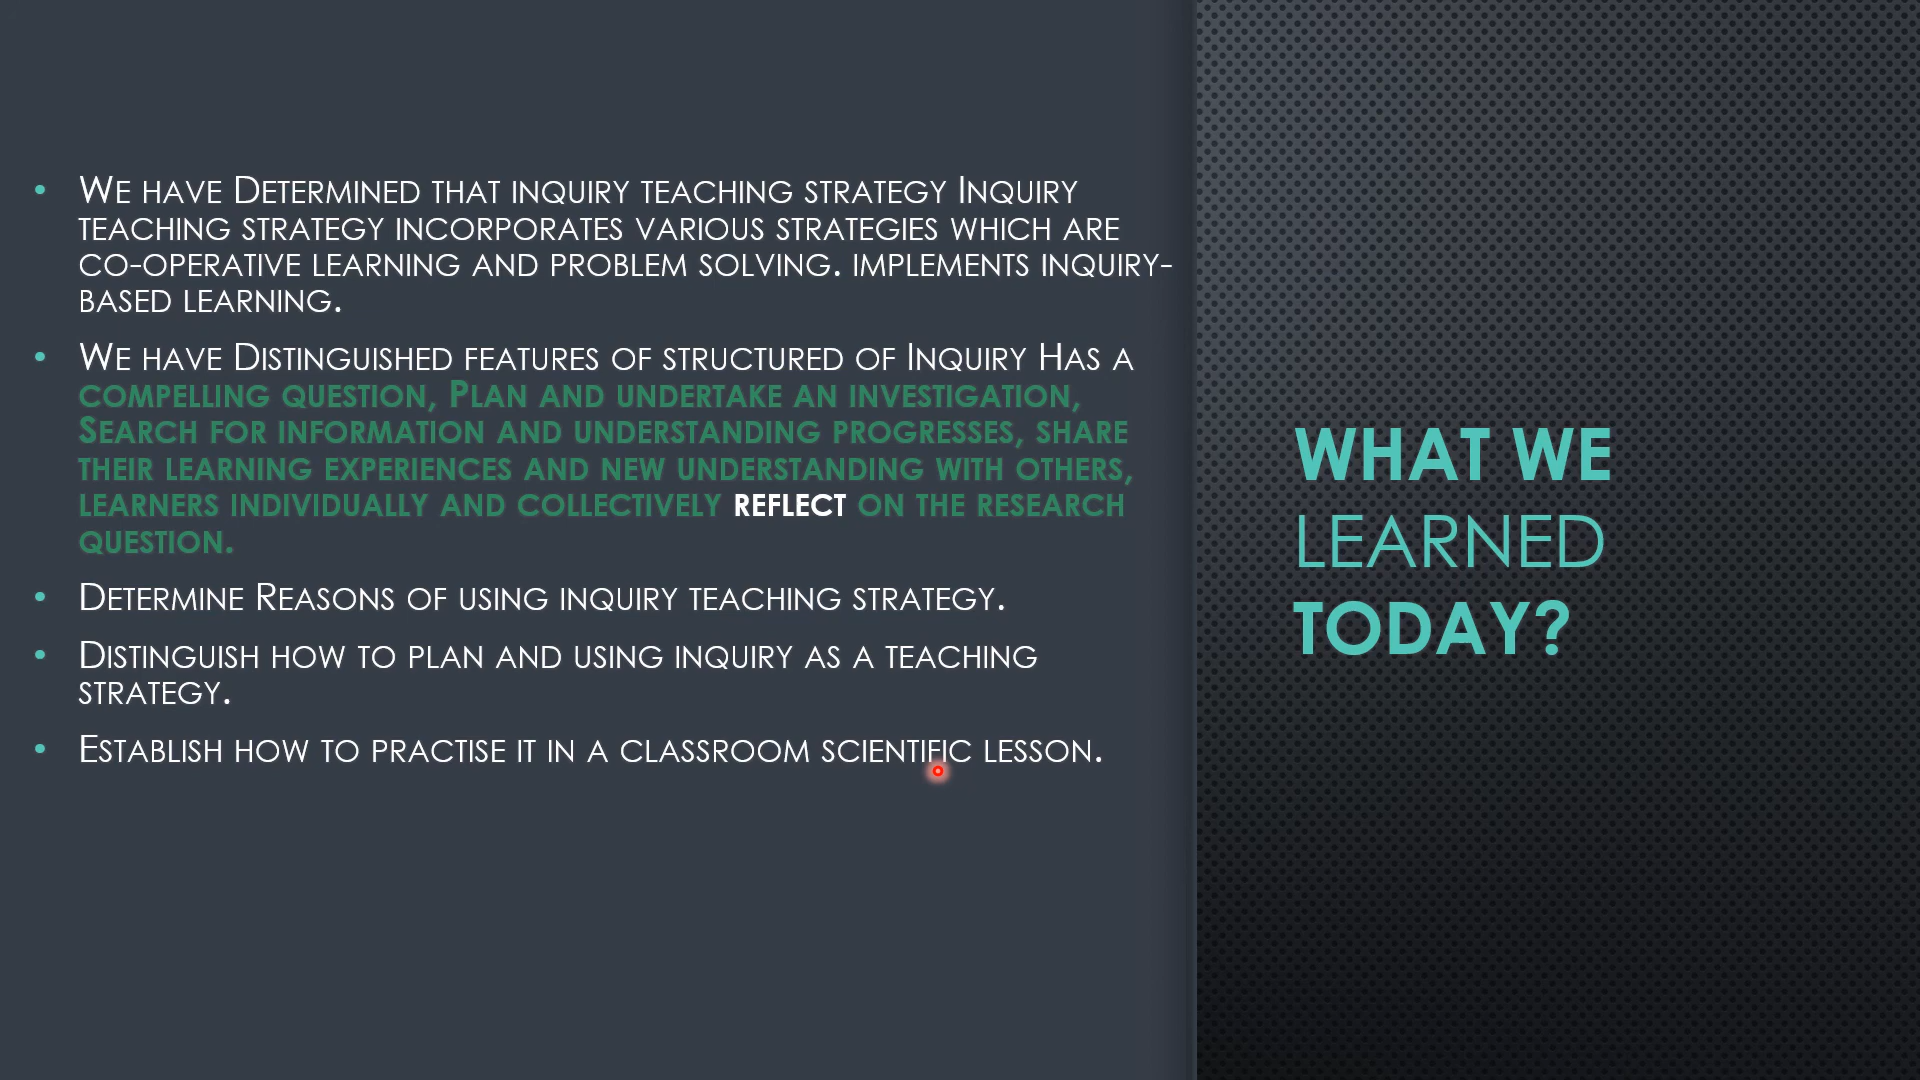 We have Determined that inquiry teaching strategy Inquiry
teaching strategy incorporates various strategies which are
co-operative learning and problem solving. implements inquiry-
based learning.
We have Distinguished features of structured of Inquiry Has a
compelling question, Plan and undertake an investigation,
Search for information and understanding progresses, share
their learning experiences and new understanding with others,
learners individually and collectively reflect on the research
question.
Determine Reasons of using inquiry teaching strategy.
Distinguish how to plan and using inquiry as a teaching
strategy.
Establish how to practise it in a classroom scientific lesson.
WHAT WE
LEARNED
TODAY?